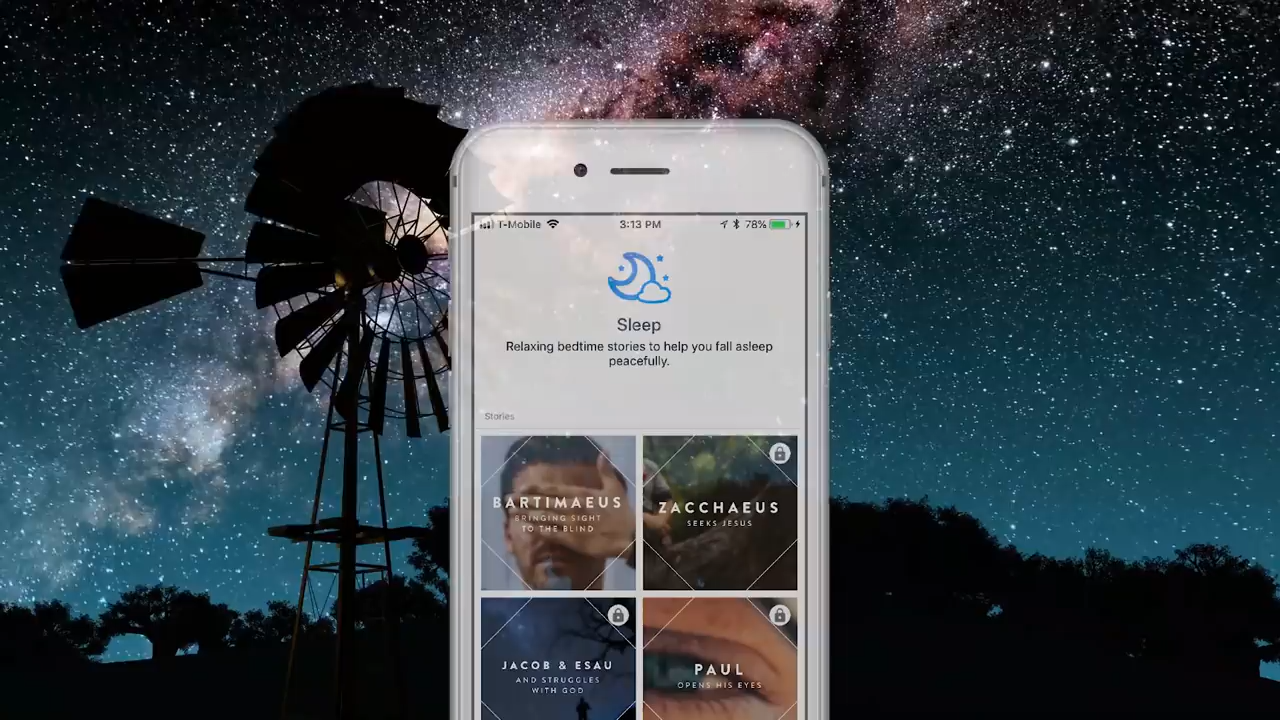 T-Mobile 3:13 PM 78%
Sleep
Relaxing bedtime stories to help you fall asleep
peacefully.
Stories
BARTIMAEUS
BRINGING SIGHT
TO THE BLIND
ZACCHAEUS
SEEKS JESUS
JACOB & ESAU
AND STRUGGLES
WITH GOD
PAUL
OPENS HIS EYES